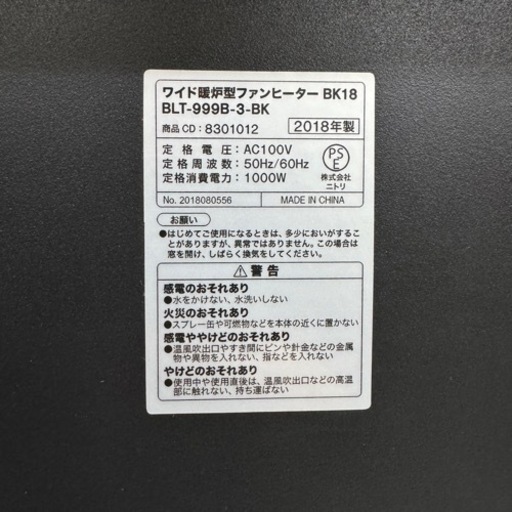 ワイド暖炉型ファンヒーター BK18
BLT-999B-3-BK
商品CD：8301012 2018年製
定格電圧：AC100V
定格周波数：50Hz/60Hz
定格消費電力：1000W
PSE
株式会社
ニトリ
No. 2018080556 MADE IN CHINA
お願い
●はじめてご使用になるときは、多少においがするこ
とがありますが、異常ではありません。この場合は
窓を開け、しばらく換気をしてください。
⚠警告
感電のおそれあり
●水をかけない、水洗いしない
火災のおそれあり
●スプレー缶や可燃物などを本体の近くに置かない
感電ややけどのおそれあり
●温風吹出口やすき間にピンや針金などの金属
物や異物を入れない、指などを入れない
やけどのおそれあり
●使用中や使用直後は、温風吹出口などの高温
部に触れない、持ち運ばない